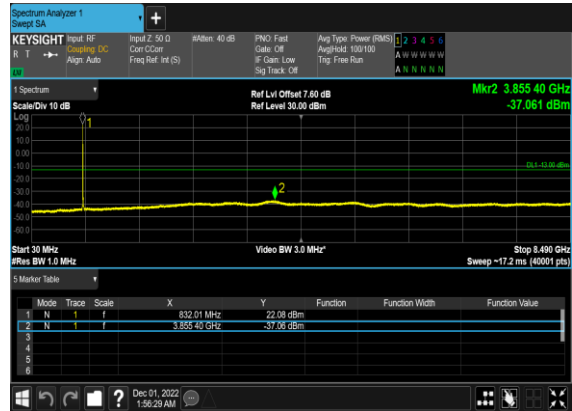 Spectrum Analyzer 1
Swept SA
+
KEYSIGHT Input: RF Input Z: 50 Ω #Atten: 40 dB PNO: Fast Avg Type: Power (RMS) 1 2 3 4 5 6
R T Coupling: DC Corr CCorr Gate: Off Avg|Hold: 100/100 A W W W W W
Align: Auto Freq Ref: Int (S) IF Gain: Low Trig: Free Run
Sig Track: Off A N N N N N
1 Spectrum
Ref Lvl Offset 7.60 dB Mkr2 3.855 40 GHz
Scale/Div 10 dB Ref Level 30.00 dBm -37.061 dBm
Log
20.0
1
10.0
0.00
-10.0
DL1 -13.00 dBm
-20.0
-30.0
2
-40.0
-50.0
-60.0
Start 30 MHz Video BW 3.0 MHz* Stop 8.490 GHz
#Res BW 1.0 MHz Sweep ~17.2 ms (40001 pts)
5 Marker Table
Mode Trace Scale X Y Function Function Width Function Value
1 N 1 f 832.01 MHz 22.08 dBm
2 N 1 f 3.855 40 GHz -37.06 dBm
3
4
5
6
? Dec 01, 2022
1:56:29 AM